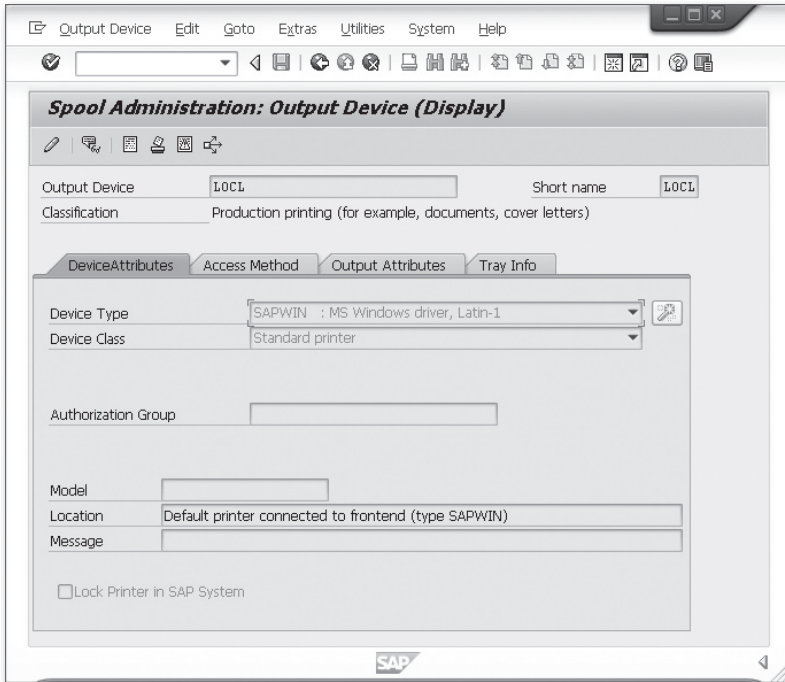 Output Device Edit Goto Extras Utilities System Help
Spool Administration: Output Device (Display)
Output Device LOCL Short name LOCL
Classification Production printing (for example, documents, cover letters)
DeviceAttributes Access Method Output Attributes Tray Info
Device Type SAPWIN : MS Windows driver, Latin-1
Device Class Standard printer
Authorization Group
Model
Location Default printer connected to frontend (type SAPWIN)
Message
Lock Printer in SAP System
SAP